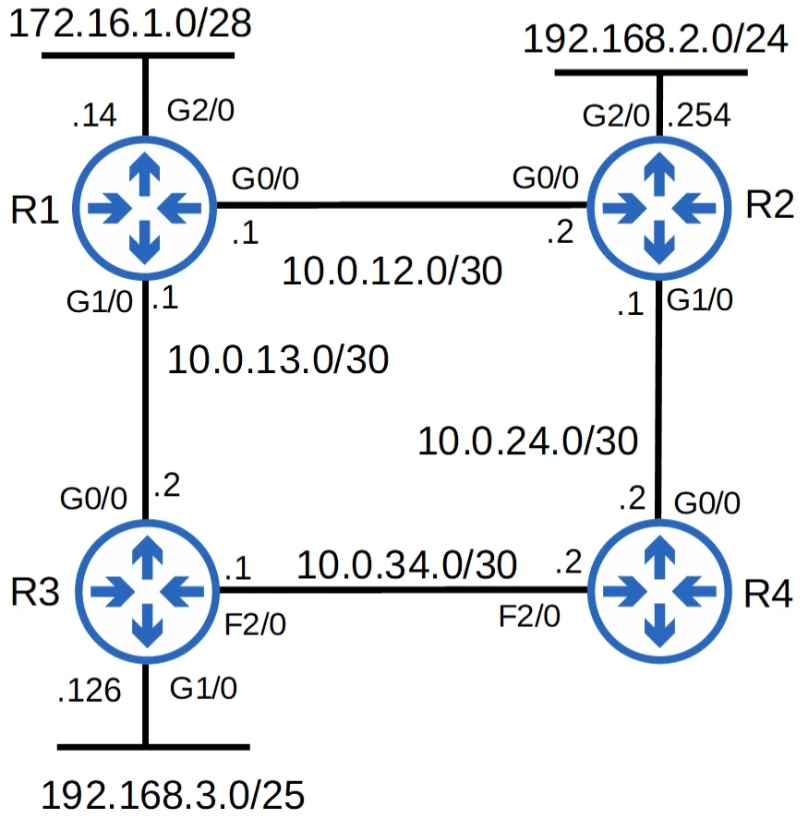 172.16.1.0/28
192.168.2.0/24
.14
G2/0
G2/0
.254
R1
G0/0
G0/0
R2
.1
.2
10.0.12.0/30
G1/0
.1
.1
G1/0
10.0.13.0/30
10.0.24.0/30
G0/0
.2
.2
G0/0
R3
.1
10.0.34.0/30
.2
R4
F2/0
F2/0
.126
G1/0
192.168.3.0/25